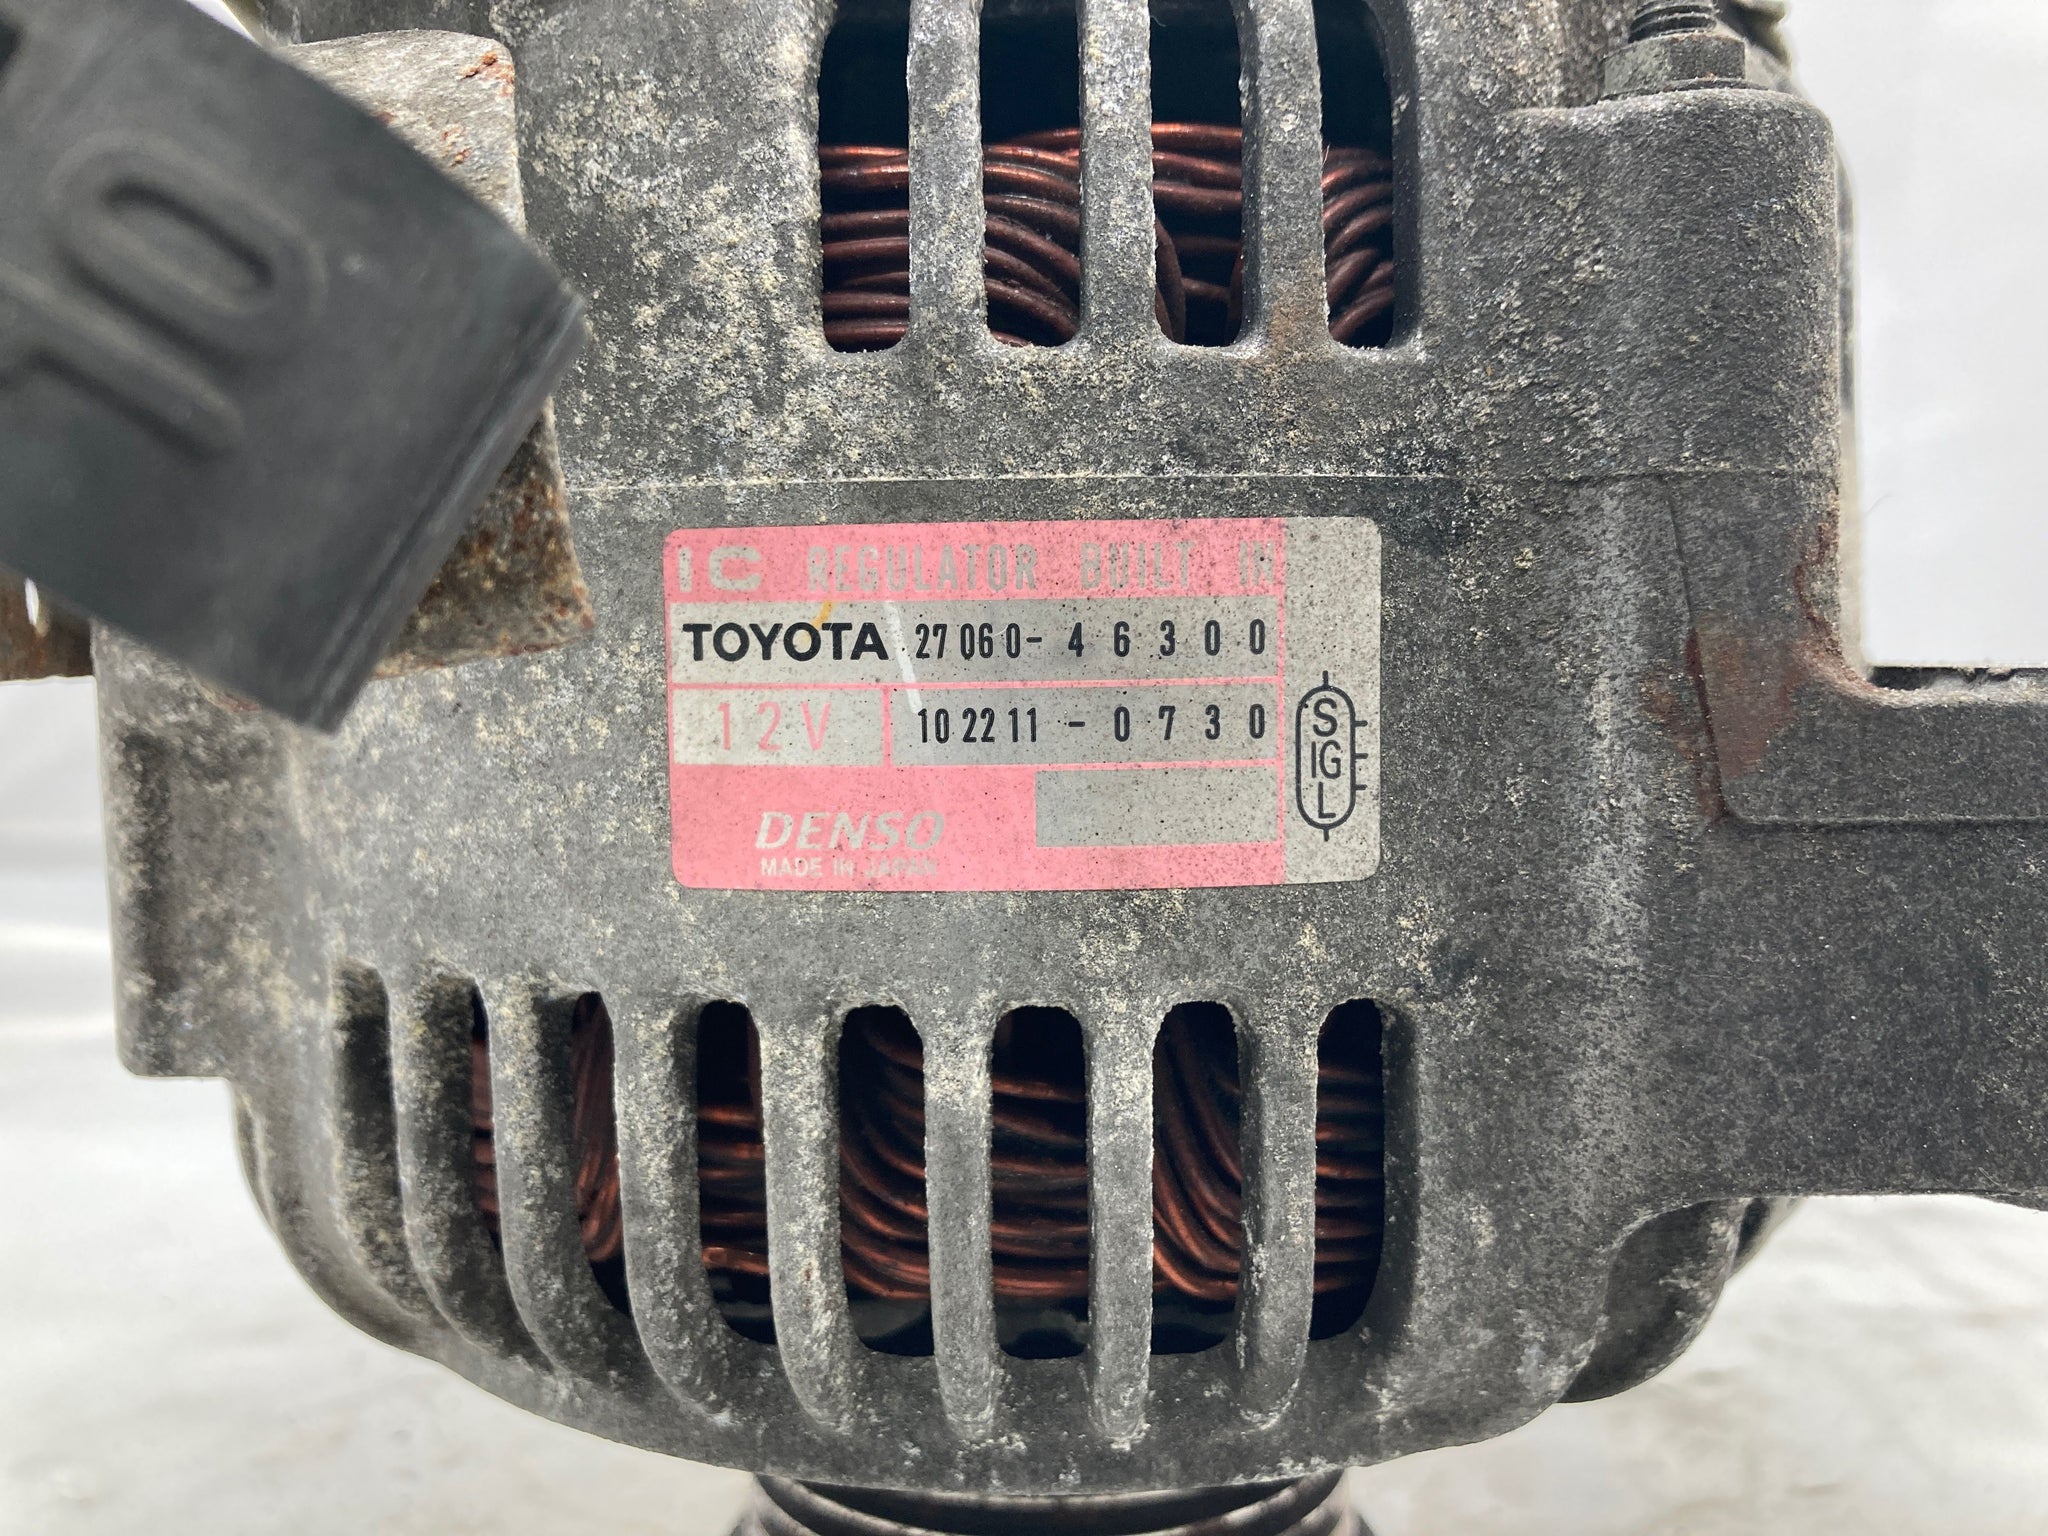 IC REGULATOR BUILT IN
TOYOTA 27060-46300
12V 102211-0730
DENSO
MADE IN JAPAN
S
IG
L